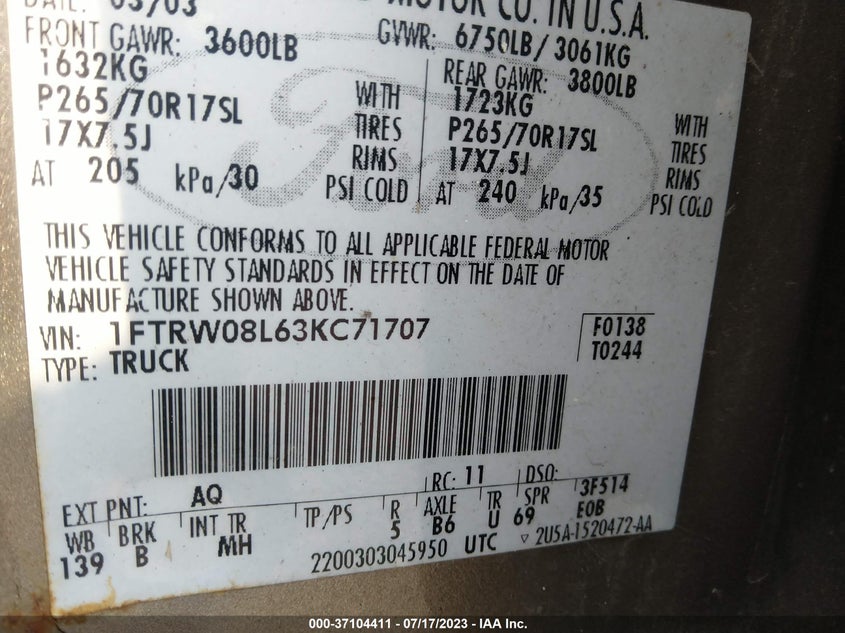 DATE: 03/03 MOTOR CO. IN U.S.A.
FRONT GAWR: 3600LB GVWR: 6750LB/ 3061KG
1632KG REAR GAWR: 3800LB
1723KG
P265/70R17SL WITH P265/70R17SL WITH
17X7.5J TIRES 17X7.5J TIRES
RIMS RIMS
AT 205 kPa/30 PSI COLD AT 240 kPa/35 PSI COLD
Ford
THIS VEHICLE CONFORMS TO ALL APPLICABLE FEDERAL MOTOR
VEHICLE SAFETY STANDARDS IN EFFECT ON THE DATE OF
MANUFACTURE SHOWN ABOVE.
VIN: 1FTRW08L63KC71707 F0138
TYPE: TRUCK T0244
EXT PNT: AQ RC: 11 DSO: 3F514
WB BRK INT TR TP/PS R AXLE TR SPR E0B
139 B MH 5 B6 U 69
2200303045950 UTC ▽ 2U5A-1520472-AA
000-37104411 - 07/17/2023 - IAA Inc.